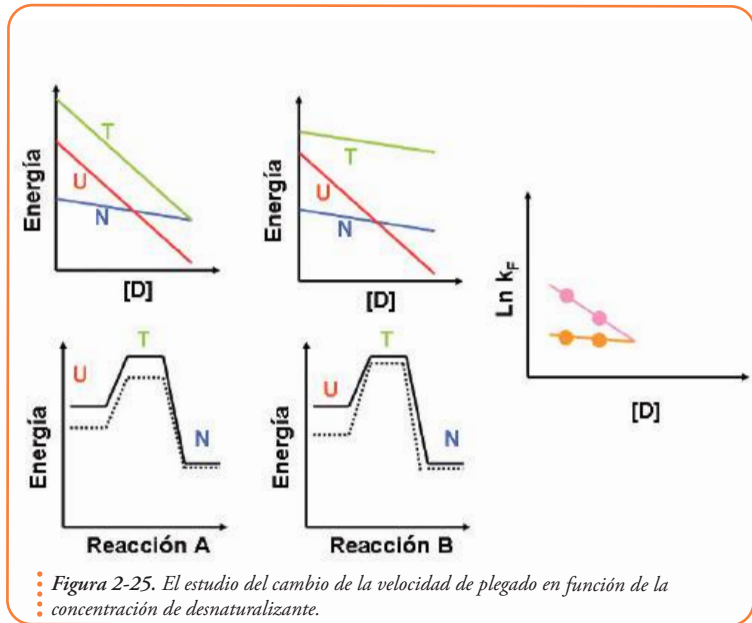 Energía
T
U
N
[D]
Energía
T
U
N
[D]
Ln k_F
[D]
Energía
U
T
N
Reacción A
Energía
U
T
N
Reacción B
Figura 2-25. El estudio del cambio de la velocidad de plegado en función de la
concentración de desnaturalizante.